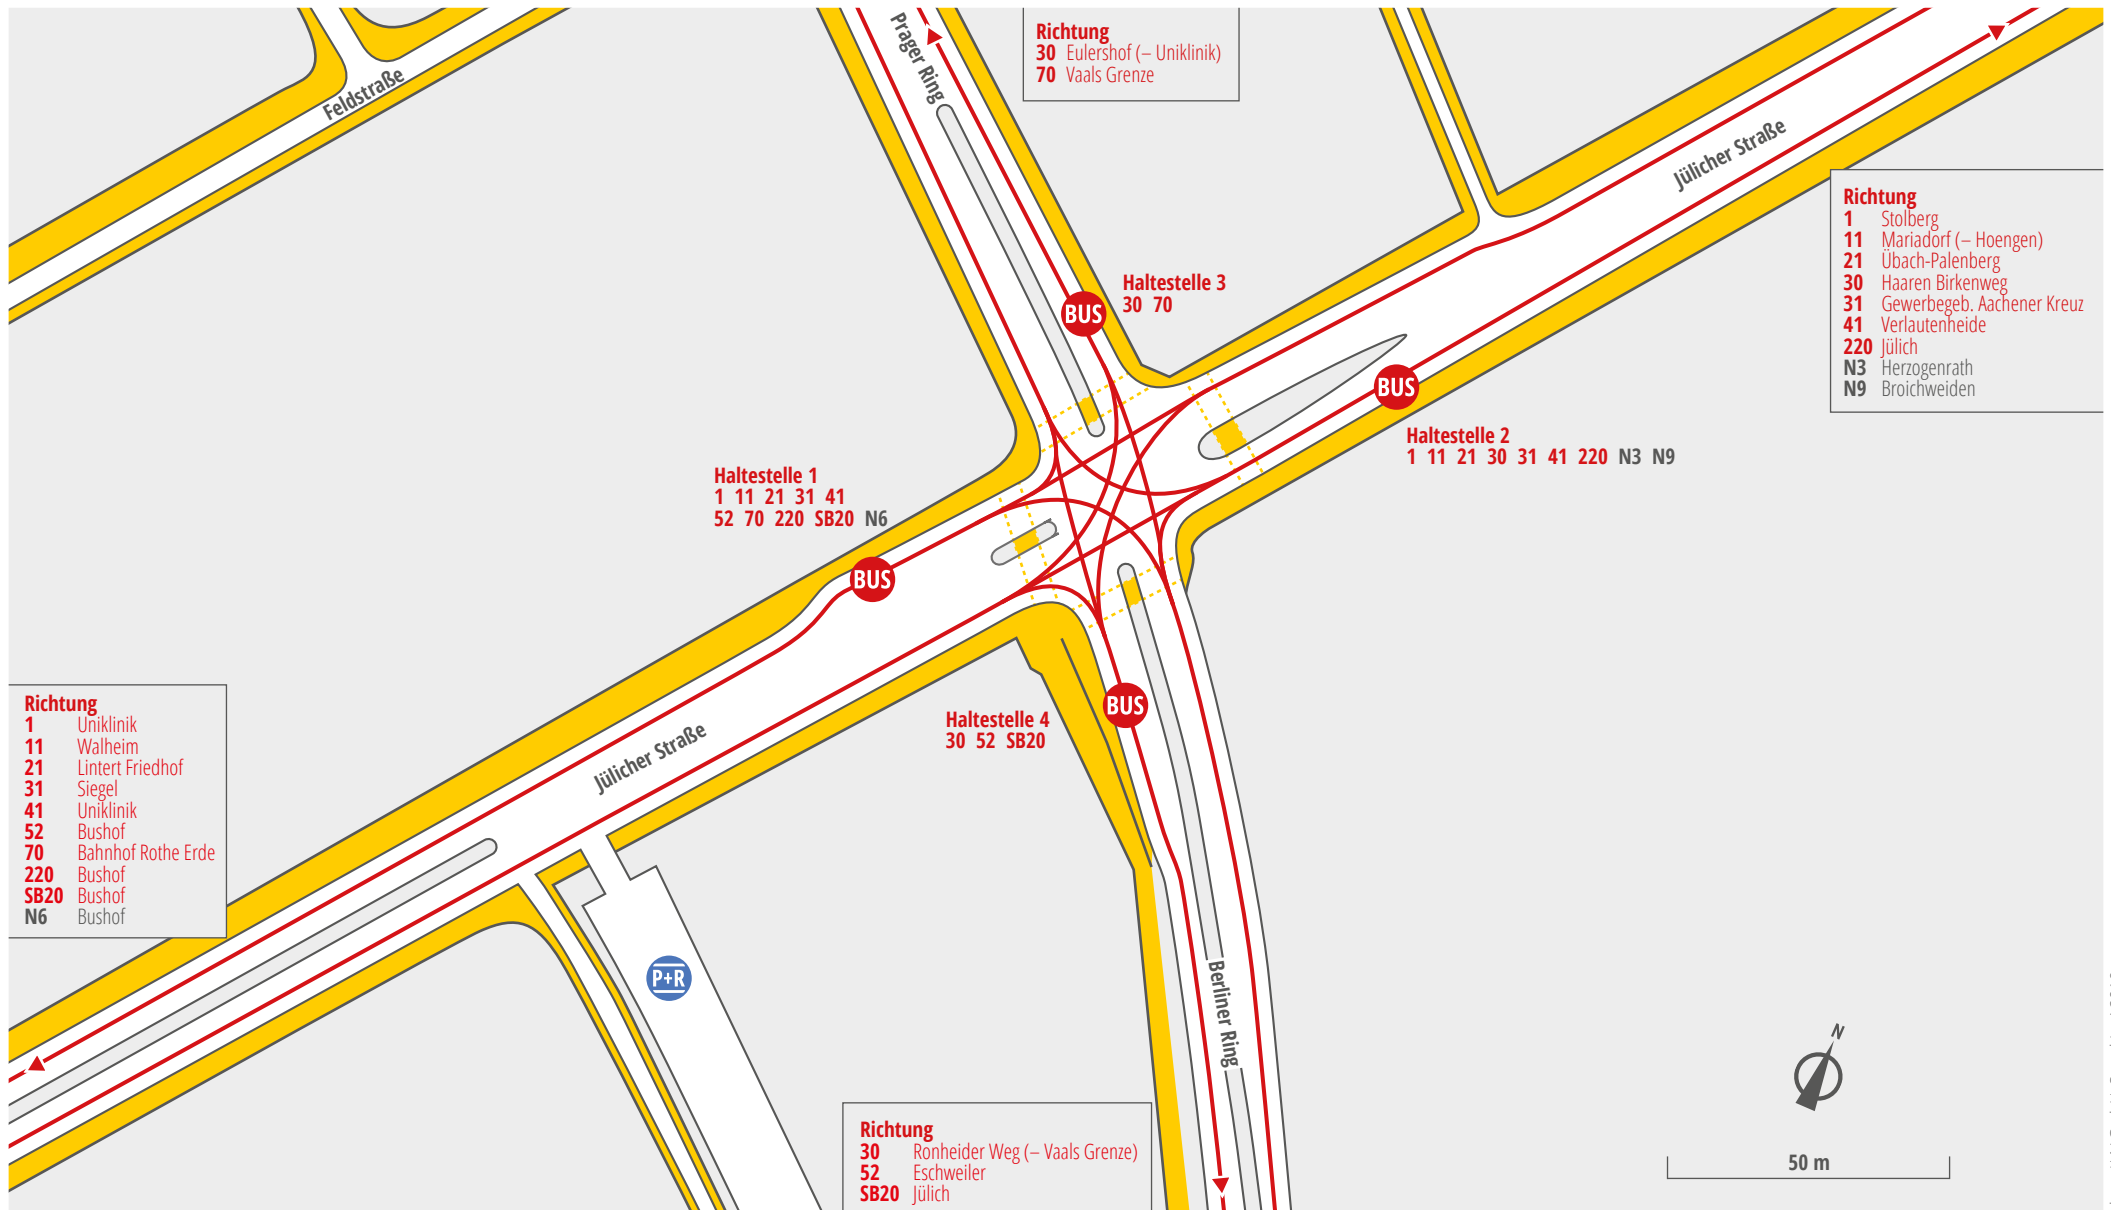 Prager Ring
Richtung
30 Eulershof (– Uniklinik)
70 Vaals Grenze
Feldstraße
Jülicher Straße
Richtung
1 Stolberg
11 Mariadorf (– Hoengen)
21 Übach-Palenberg
30 Haaren Birkenweg
31 Gewerbegeb. Aachener Kreuz
41 Verlautenheide
220 Jülich
N3 Herzogenrath
N9 Broichweiden
Haltestelle 3
30 70
BUS
BUS
Haltestelle 2
1 11 21 30 31 41 220 N3 N9
Haltestelle 1
1 11 21 31 41
52 70 220 SB20 N6
BUS
Richtung
1 Uniklinik
11 Walheim
21 Lintert Friedhof
31 Siegel
41 Uniklinik
52 Bushof
70 Bahnhof Rothe Erde
220 Bushof
SB20 Bushof
N6 Bushof
BUS
Haltestelle 4
30 52 SB20
Jülicher Straße
P+R
Berliner Ring
N
Richtung
30 Ronheider Weg (– Vaals Grenze)
52 Eschweiler
SB20 Jülich
50 m